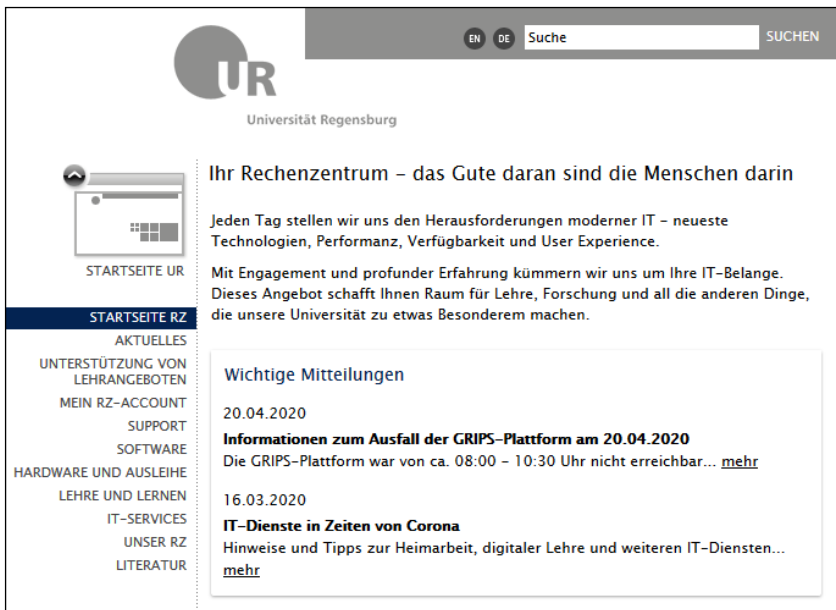 EN DE Suche SUCHEN
UR
Universität Regensburg
STARTSEITE UR
STARTSEITE RZ
AKTUELLES
UNTERSTÜTZUNG VON
LEHRANGEBOTEN
MEIN RZ-ACCOUNT
SUPPORT
SOFTWARE
HARDWARE UND AUSLEIHE
LEHRE UND LERNEN
IT-SERVICES
UNSER RZ
LITERATUR
Ihr Rechenzentrum – das Gute daran sind die Menschen darin
Jeden Tag stellen wir uns den Herausforderungen moderner IT – neueste
Technologien, Performanz, Verfügbarkeit und User Experience.
Mit Engagement und profunder Erfahrung kümmern wir uns um Ihre IT-Belange.
Dieses Angebot schafft Ihnen Raum für Lehre, Forschung und all die anderen Dinge,
die unsere Universität zu etwas Besonderem machen.
Wichtige Mitteilungen
20.04.2020
Informationen zum Ausfall der GRIPS-Plattform am 20.04.2020
Die GRIPS-Plattform war von ca. 08:00 – 10:30 Uhr nicht erreichbar... mehr
16.03.2020
IT-Dienste in Zeiten von Corona
Hinweise und Tipps zur Heimarbeit, digitaler Lehre und weiteren IT-Diensten...
mehr